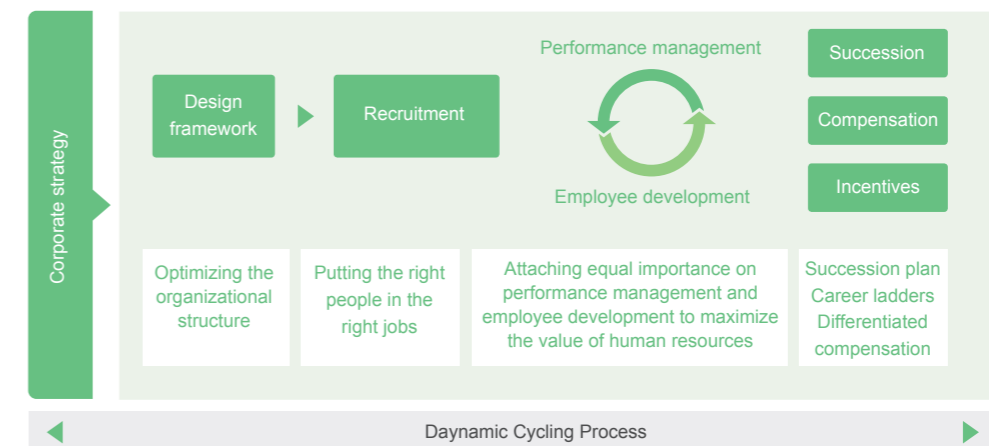 Corporate strategy
Design
framework
Recruitment
Performance management
Employee development
Succession
Compensation
Incentives
Optimizing the
organizational
structure
Putting the right
people in the
right jobs
Attaching equal importance on
performance management and
employee development to maximize
the value of human resources
Succession plan
Career ladders
Differentiated
compensation
Daynamic Cycling Process